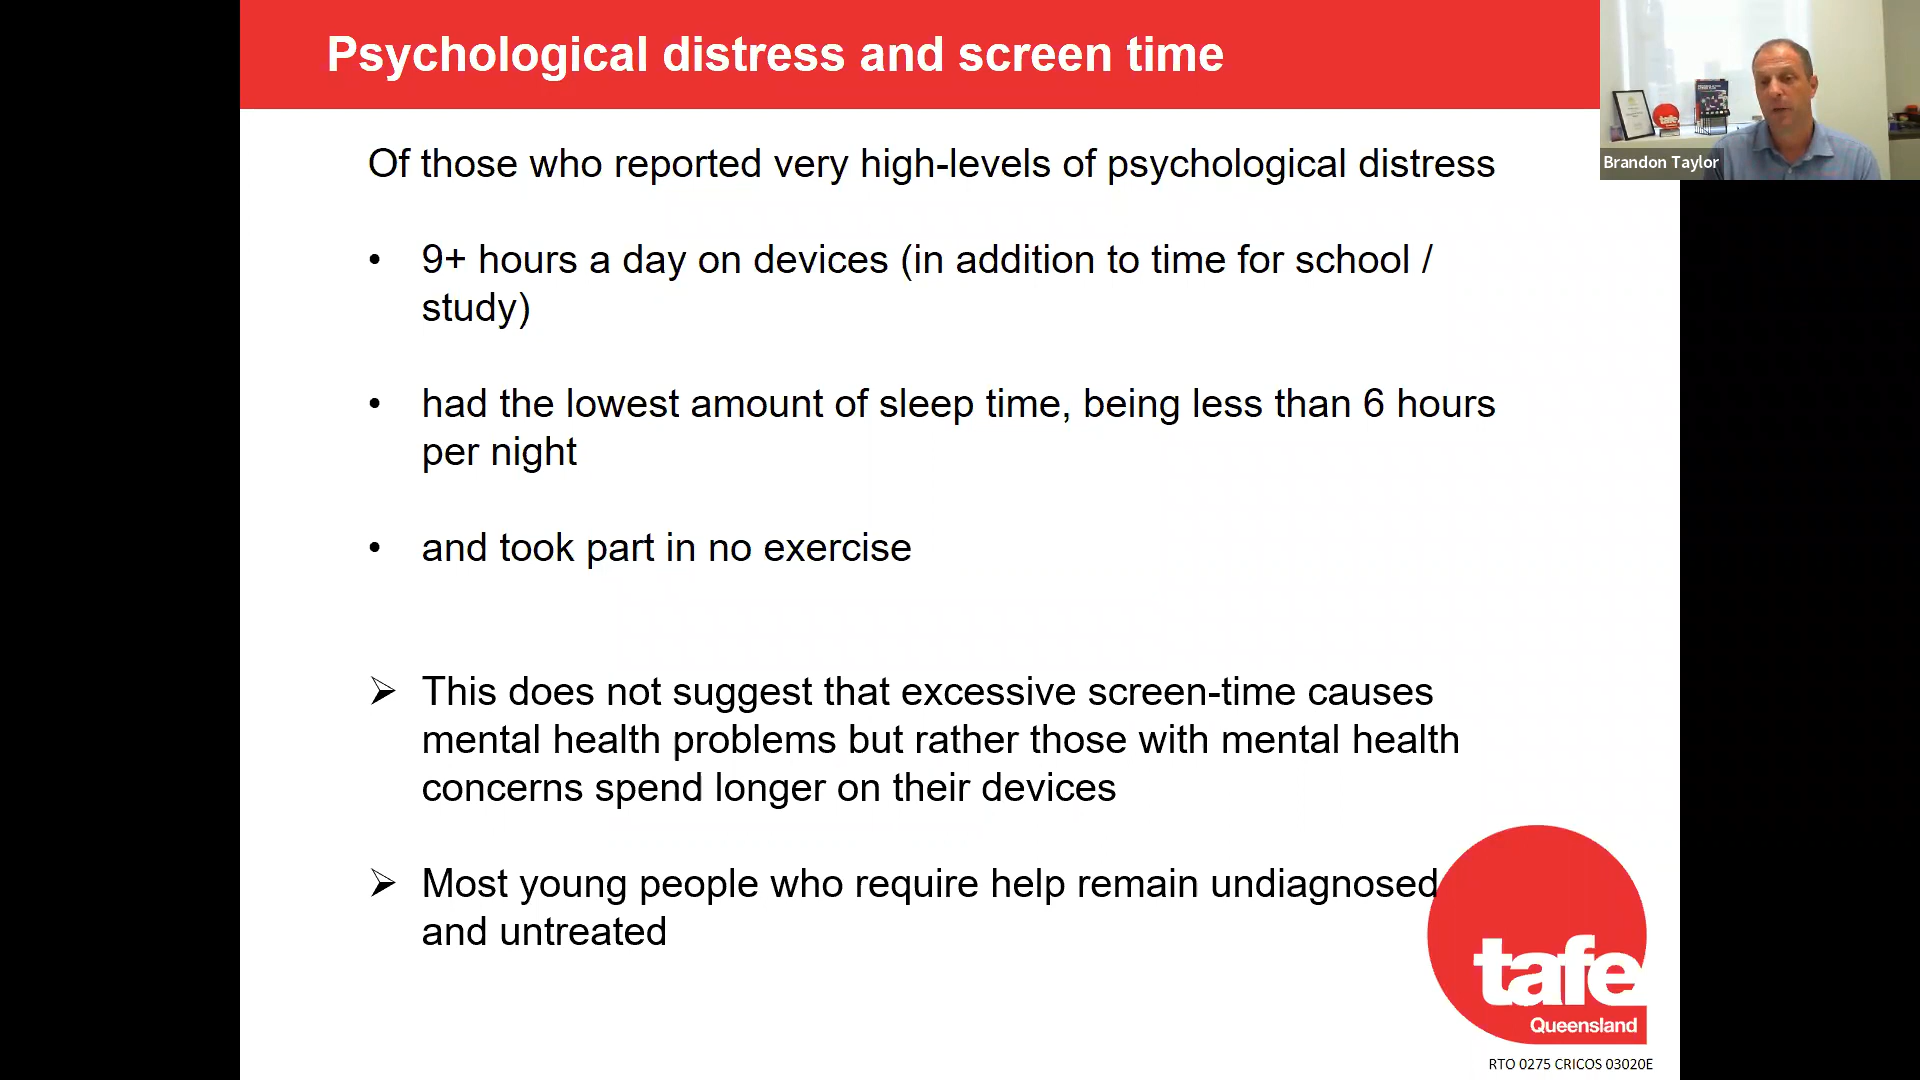 Psychological distress and screen time
Brandon Taylor
Of those who reported very high-levels of psychological distress
• 9+ hours a day on devices (in addition to time for school /
study)
• had the lowest amount of sleep time, being less than 6 hours
per night
• and took part in no exercise
➢ This does not suggest that excessive screen-time causes
mental health problems but rather those with mental health
concerns spend longer on their devices
➢ Most young people who require help remain undiagnosed
and untreated
tafe
Queensland
RTO 0275 CRICOS 03020E
tafe